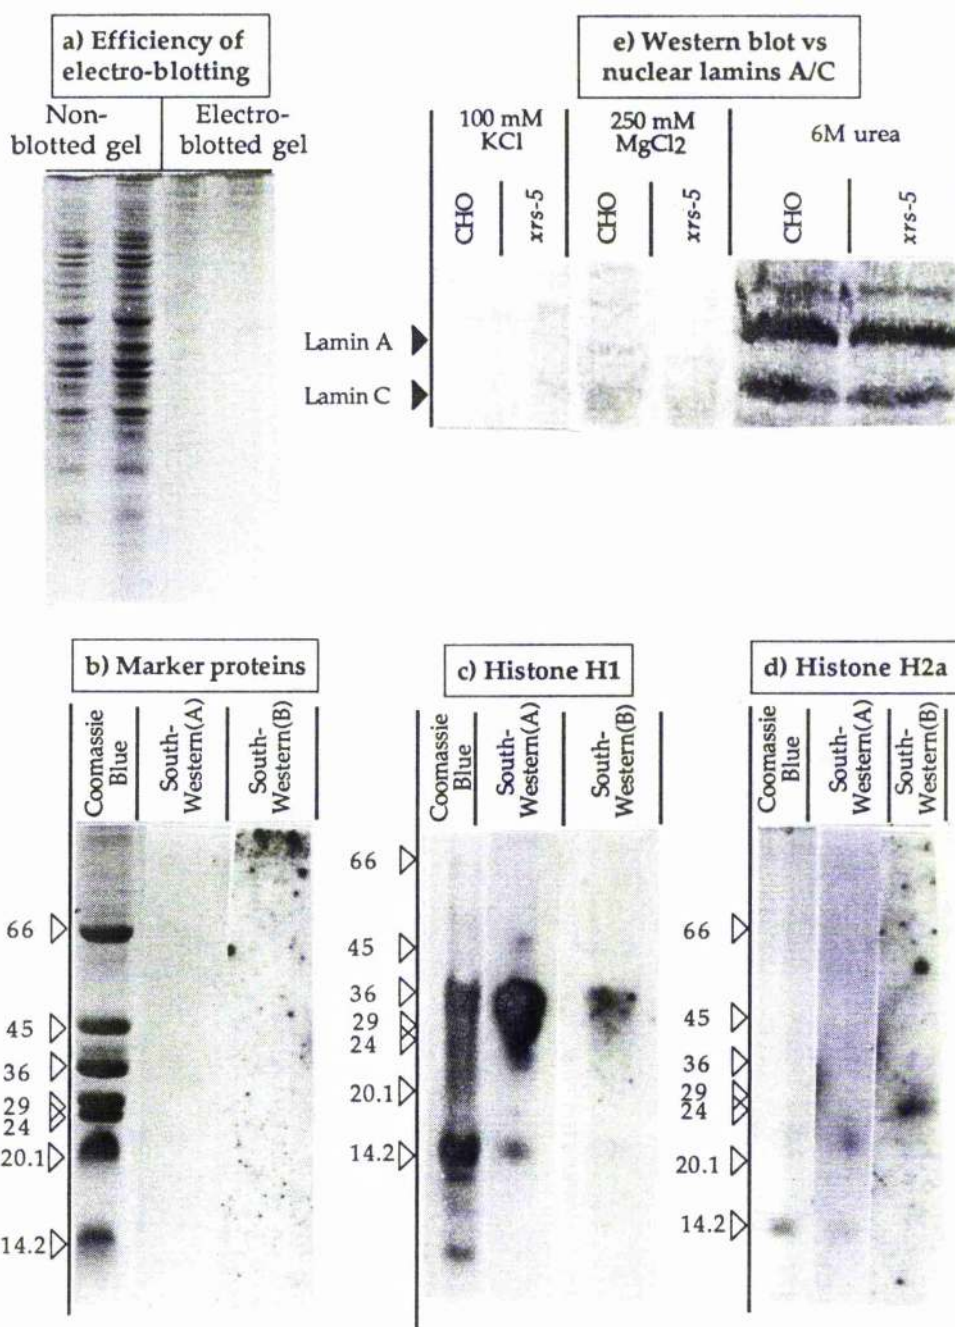 a) Efficiency of
electro-blotting
Non-
blotted gel
Electro-
blotted gel
e) Western blot vs
nuclear lamins A/C
100 mM
KCl
250 mM
MgCl2
6M urea
CHO
xrs-5
CHO
xrs-5
CHO
xrs-5
Lamin A
Lamin C
b) Marker proteins
Coomassie
Blue
South-
Western(A)
South-
Western(B)
66
45
36
29
24
20.1
14.2
c) Histone H1
Coomassie
Blue
South-
Western(A)
South-
Western(B)
66
45
36
29
24
20.1
14.2
d) Histone H2a
Coomassie
Blue
South-
Western(A)
South-
Western(B)
66
45
36
29
24
20.1
14.2